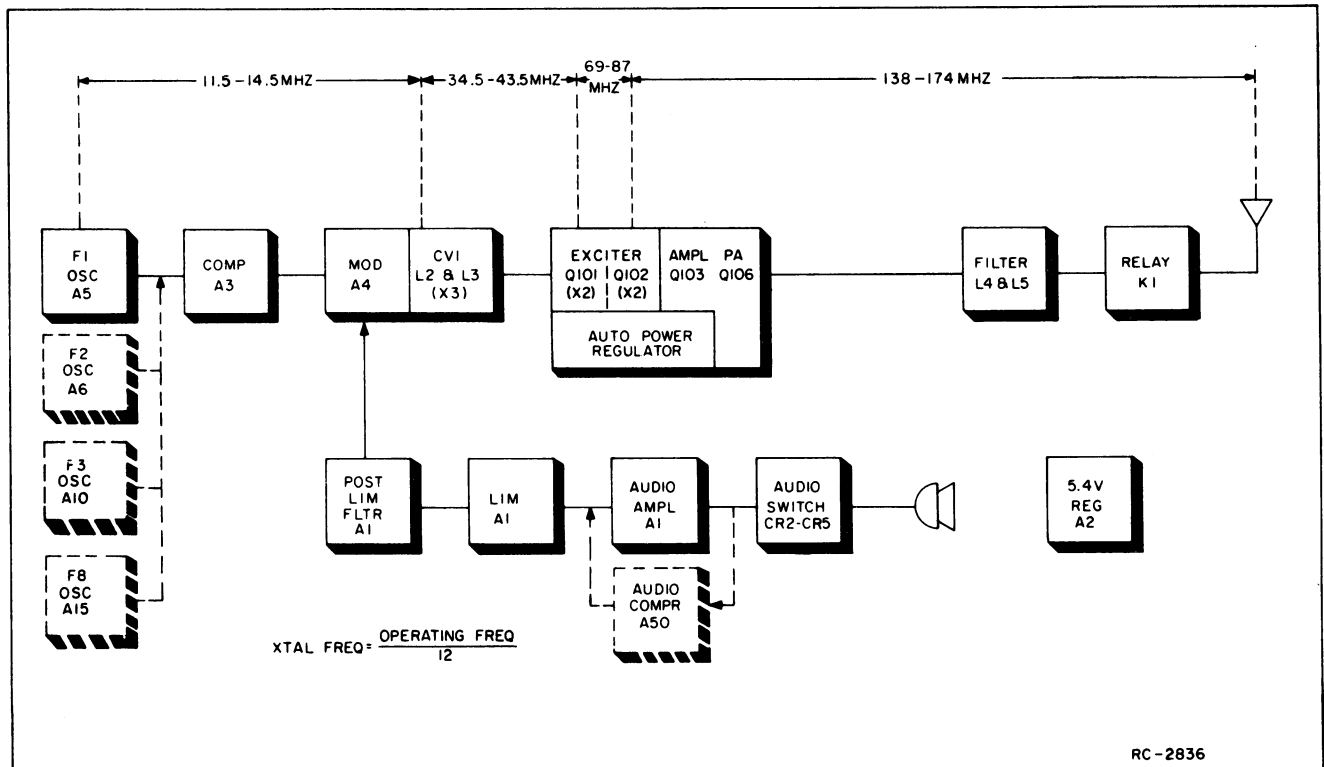 11.5-14.5MHZ
34.5-43.5MHZ
69-87
MHZ
138-174 MHZ
F1
OSC
A5
COMP
A3
MOD
A4
CVI
L2 & L3
(X3)
EXCITER
Q101
(X2)
Q102
(X2)
AMPL
Q103
PA
Q106
AUTO POWER
REGULATOR
FILTER
L4 & L5
RELAY
K1
F2
OSC
A6
F3
OSC
A10
F8
OSC
A15
POST
LIM
FLTR
A1
LIM
A1
AUDIO
AMPL
A1
AUDIO
SWITCH
CR2-CR5
5.4V
REG
A2
AUDIO
COMPR
A50
XTAL FREQ= OPERATING FREQ
12
RC-2836